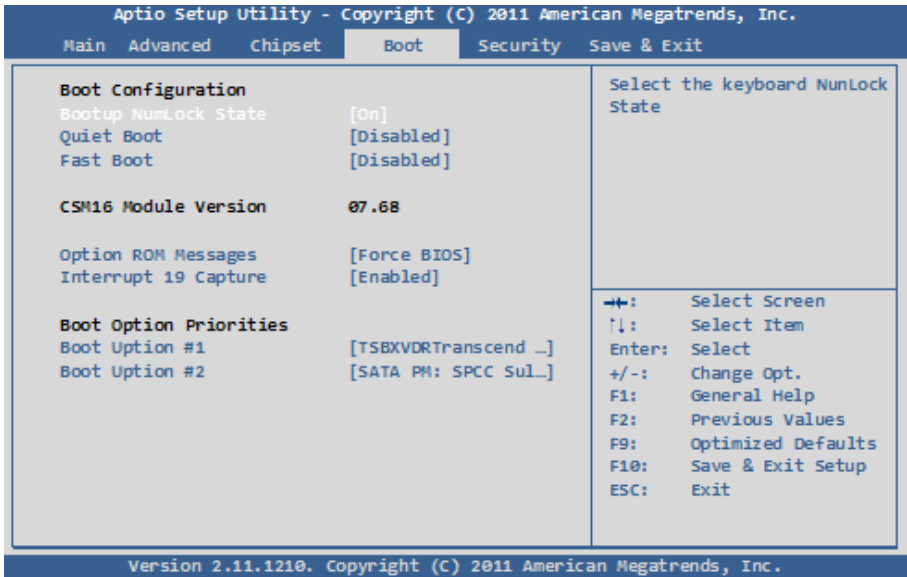 Aptio Setup Utility - Copyright (C) 2011 American Megatrends, Inc.
Main Advanced Chipset Boot Security Save & Exit
Boot Configuration
Bootup NumLock State [On]
Quiet Boot [Disabled]
Fast Boot [Disabled]
CSM16 Module Version 07.68
Option ROM Messages [Force BIOS]
Interrupt 19 Capture [Enabled]
Boot Option Priorities
Boot Uption #1 [TSBXVDRTranscend …]
Boot Uption #2 [SATA PM: SPCC Sul…]
Select the keyboard NunLock
State
→←: Select Screen
↑↓: Select Item
Enter: Select
+/-: Change Opt.
F1: General Help
F2: Previous Values
F9: Optimized Defaults
F10: Save & Exit Setup
ESC: Exit
Version 2.11.1210. Copyright (C) 2011 American Megatrends, Inc.